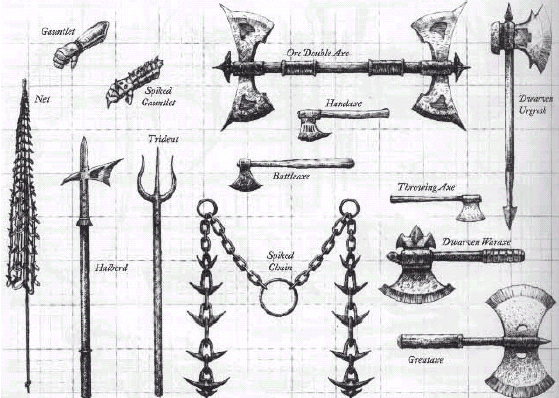 Gauntlet
Orc Double Axe
Net
Spiked
Gauntlet
Handaxe
Dwarven
Urgrosh
Trident
Battleaxe
Throwing Axe
Halberd
Spiked
Chain
Dwarven Waraxe
Greataxe